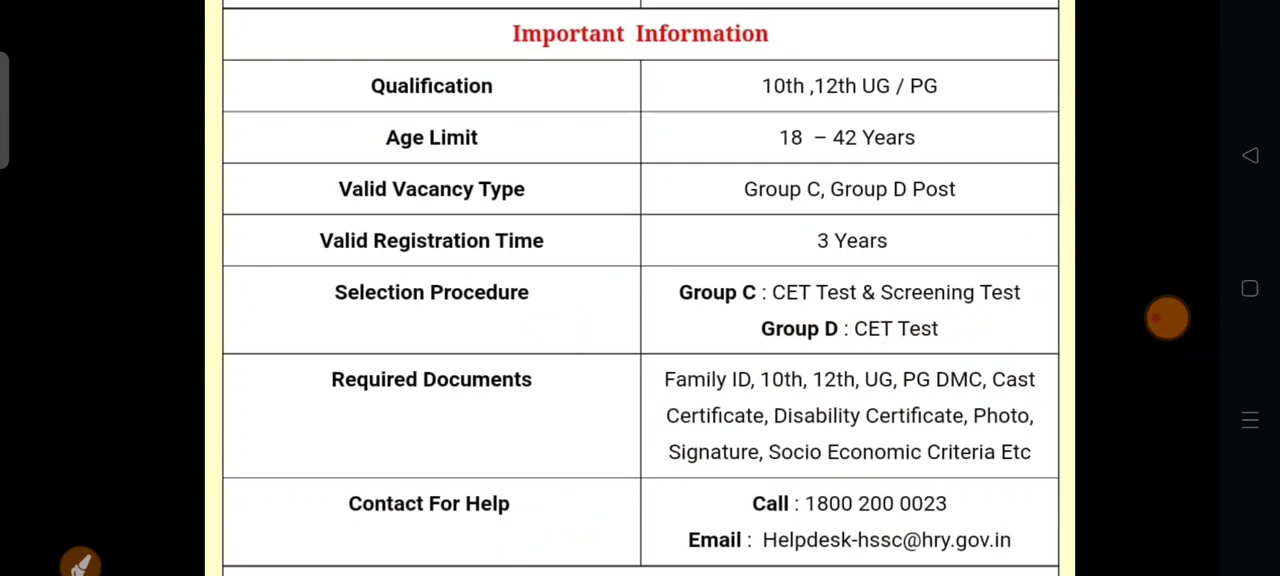 Important Information
Qualification
10th ,12th UG / PG
Age Limit
18 – 42 Years
Valid Vacancy Type
Group C, Group D Post
Valid Registration Time
3 Years
Selection Procedure
Group C : CET Test & Screening Test
Group D : CET Test
Required Documents
Family ID, 10th, 12th, UG, PG DMC, Cast
Certificate, Disability Certificate, Photo,
Signature, Socio Economic Criteria Etc
Contact For Help
Call : 1800 200 0023
Email : Helpdesk-hssc@hry.gov.in